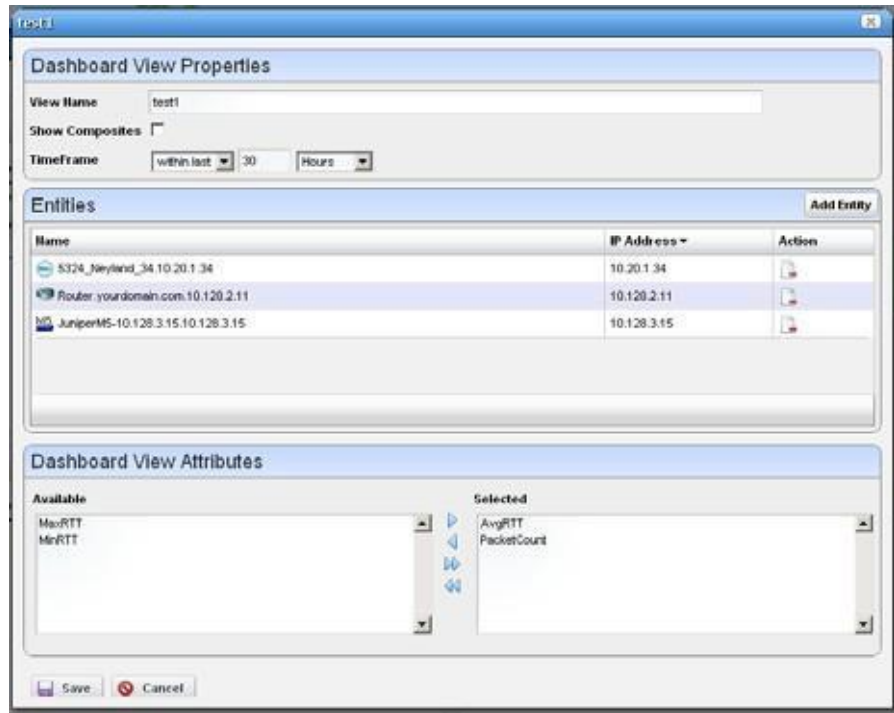 test1
Dashboard View Properties
View Name test1
Show Composites
TimeFrame within last 30 Hours
Entities Add Entity
Name IP Address Action
5324_Neyland_34.10.20.1.34 10.20.1.34
Router.yourdomain.com.10.120.2.11 10.120.2.11
JuniperM5-10.128.3.15.10.128.3.15 10.128.3.15
Dashboard View Attributes
Available Selected
MaxRTT AvgRTT
MinRTT PacketCount
Save Cancel